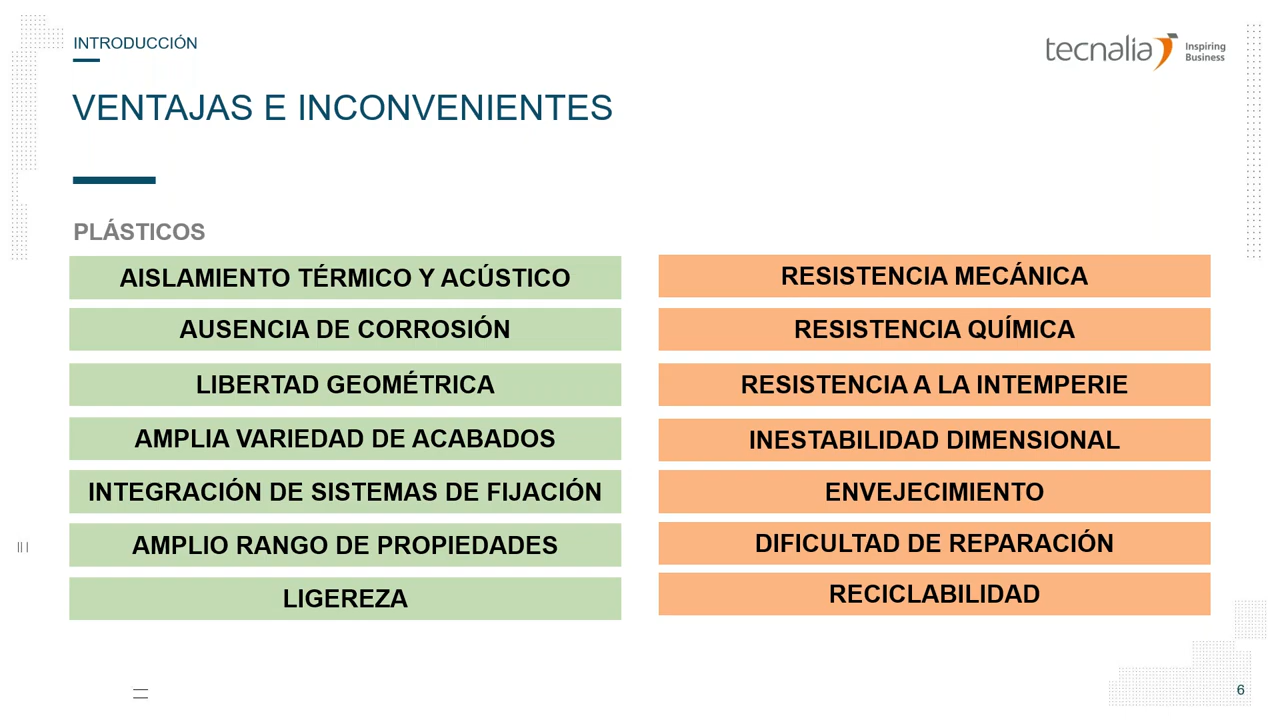 INTRODUCCIÓN
tecnalia Inspiring
Business
VENTAJAS E INCONVENIENTES
PLÁSTICOS
AISLAMIENTO TÉRMICO Y ACÚSTICO
AUSENCIA DE CORROSIÓN
LIBERTAD GEOMÉTRICA
AMPLIA VARIEDAD DE ACABADOS
INTEGRACIÓN DE SISTEMAS DE FIJACIÓN
AMPLIO RANGO DE PROPIEDADES
LIGEREZA
RESISTENCIA MECÁNICA
RESISTENCIA QUÍMICA
RESISTENCIA A LA INTEMPERIE
INESTABILIDAD DIMENSIONAL
ENVEJECIMIENTO
DIFICULTAD DE REPARACIÓN
RECICLABILIDAD
6